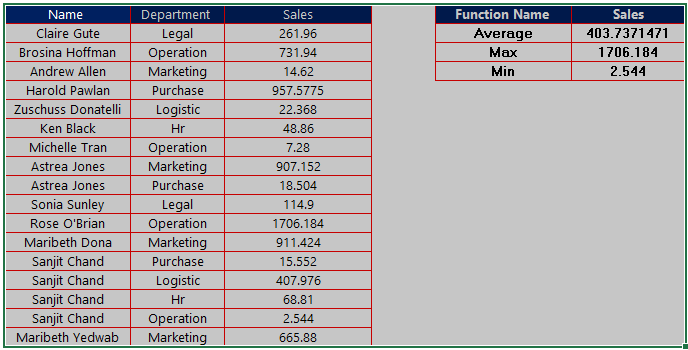 Name Department Sales Function Name Sales
Claire Gute Legal 261.96 Average 403.7371471
Brosina Hoffman Operation 731.94 Max 1706.184
Andrew Allen Marketing 14.62 Min 2.544
Harold Pawlan Purchase 957.5775
Zuschuss Donatelli Logistic 22.368
Ken Black Hr 48.86
Michelle Tran Operation 7.28
Astrea Jones Marketing 907.152
Astrea Jones Purchase 18.504
Sonia Sunley Legal 114.9
Rose O'Brian Operation 1706.184
Maribeth Dona Marketing 911.424
Sanjit Chand Purchase 15.552
Sanjit Chand Logistic 407.976
Sanjit Chand Hr 68.81
Sanjit Chand Operation 2.544
Maribeth Yedwab Marketing 665.88